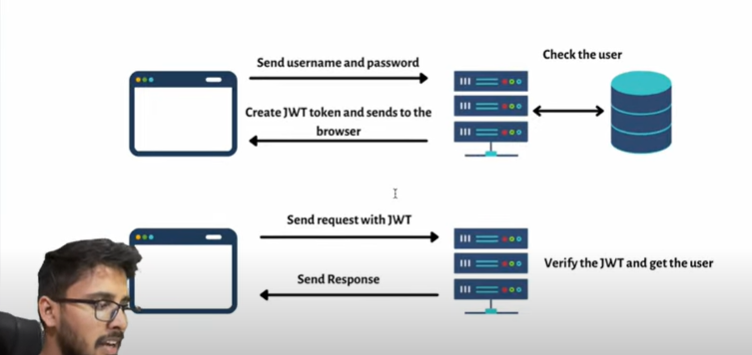 Send username and password
Check the user
Create JWT token and sends to the
browser
Send request with JWT
Verify the JWT and get the user
Send Response